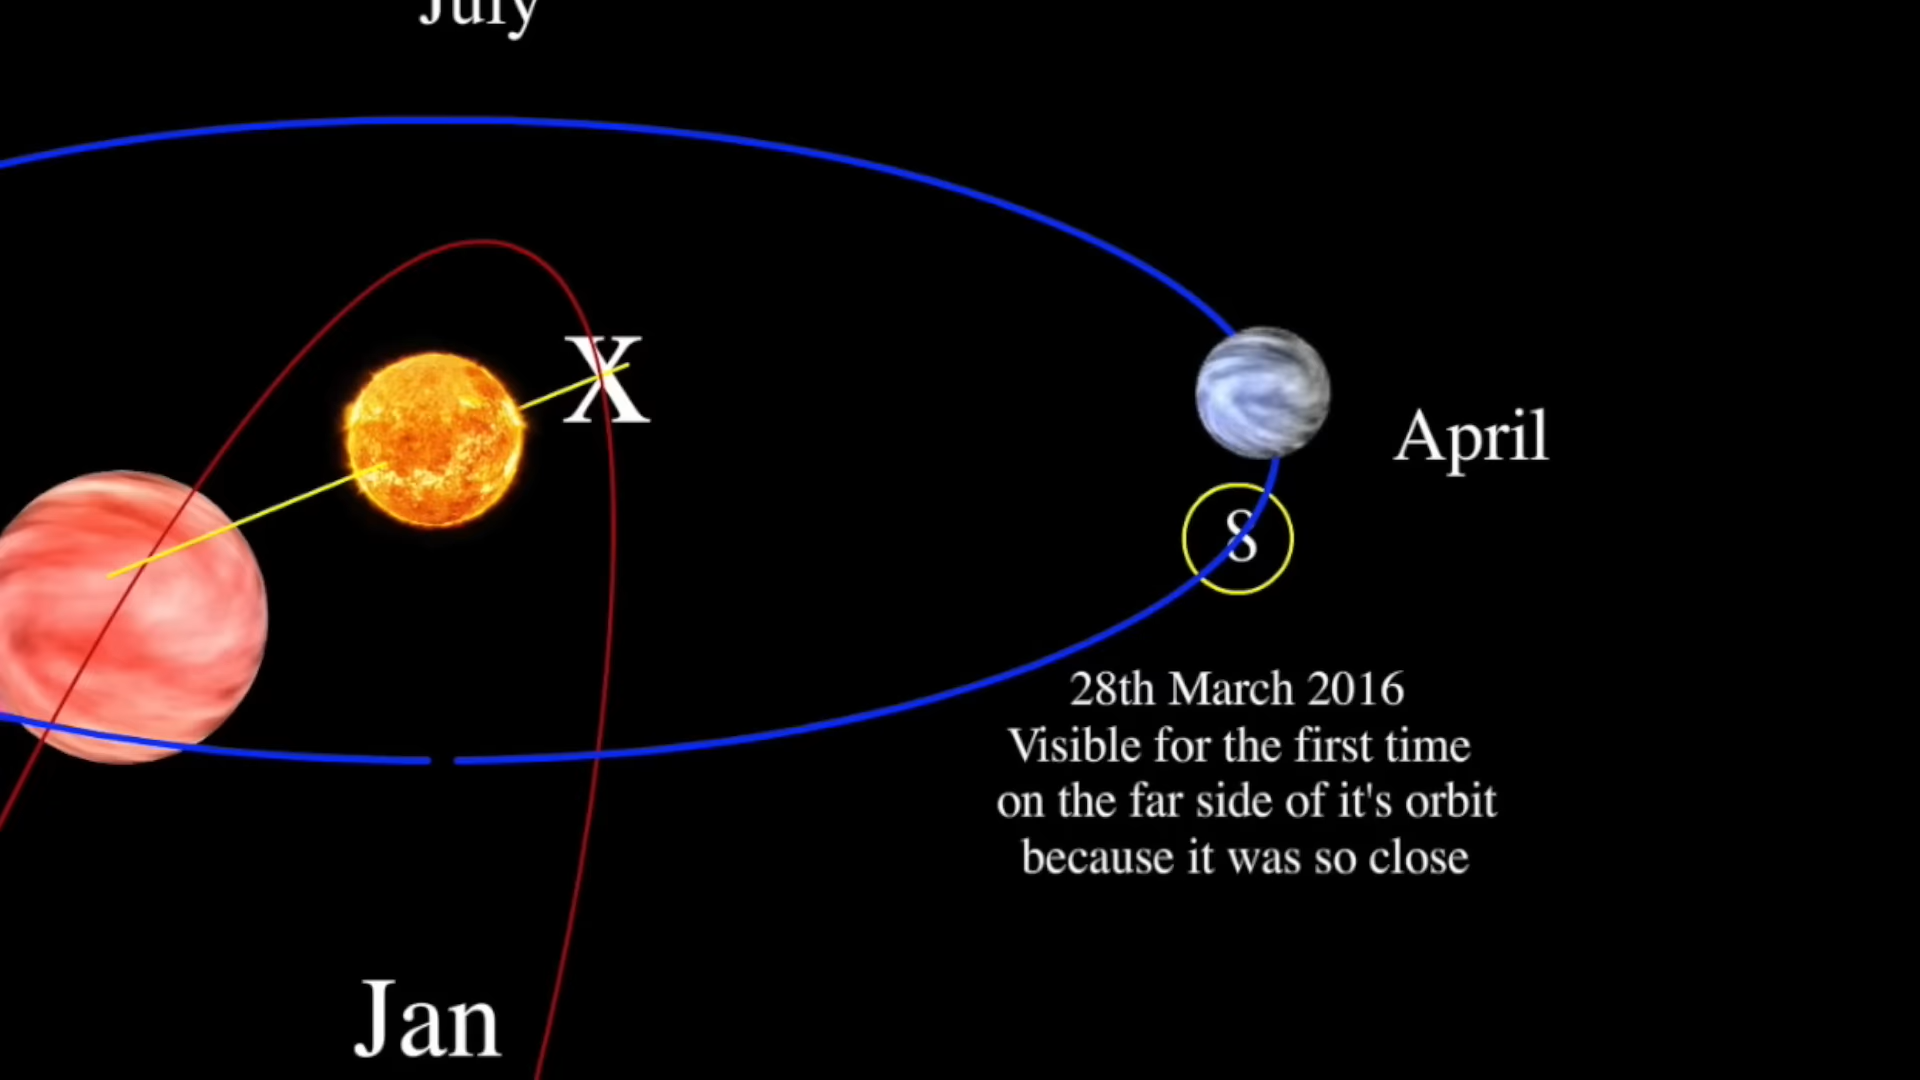 July
X
April
8
28th March 2016
Visible for the first time
on the far side of it's orbit
because it was so close
Jan